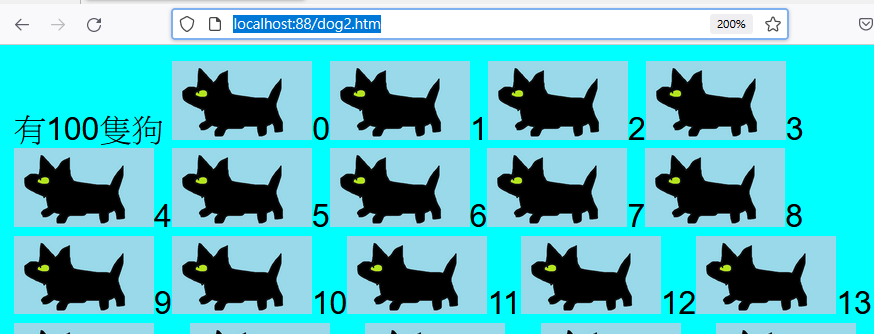 localhost:88/dog2.htm
200%
有100隻狗 0 1 2 3
4 5 6 7 8
9 10 11 12 13